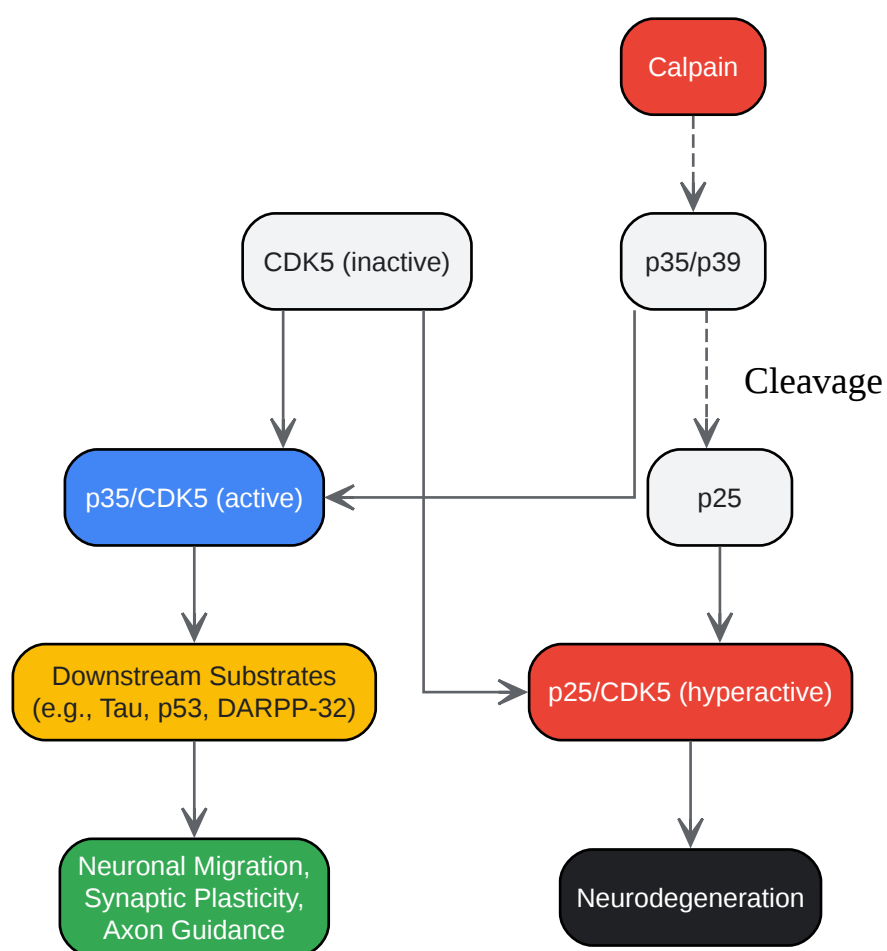 Calpain
CDK5 (inactive)
p35/p39
Cleavage
p35/CDK5 (active)
p25
Downstream Substrates
(e.g., Tau, p53, DARPP-32)
p25/CDK5 (hyperactive)
Neuronal Migration,
Synaptic Plasticity,
Axon Guidance
Neurodegeneration